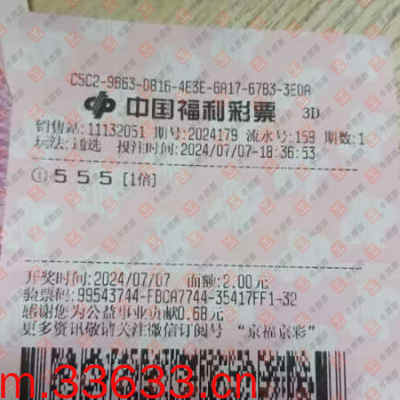 C5C2-9863-D816-4E3E-6A17-6783-3E0A
中国福利彩票 3D
销售站:11132051 期号:2024179 流水号:159 期数:1
玩法:通选 投注时间:2024/07/07-18:36:53
① 5 5 5 [1倍]
开奖时间:2024/07/07 面额:2.00元
验票码:99543744-FBCA7744-35417FF1-32
感谢您为公益事业贡献0.68元
更多资讯敬请关注微信订阅号 “京福京彩”
m.33633.cn